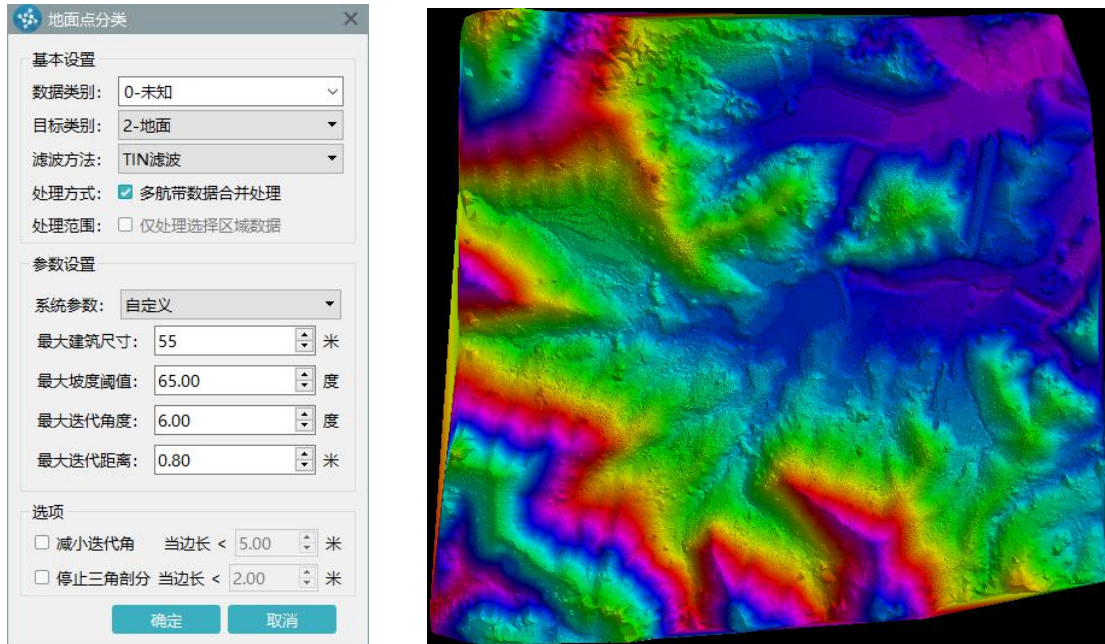 地面点分类
基本设置
数据类别: 0-未知
目标类别: 2-地面
滤波方法: TIN滤波
处理方式: 多航带数据合并处理
处理范围: 仅处理选择区域数据
参数设置
系统参数: 自定义
最大建筑尺寸: 55 米
最大坡度阈值: 65.00 度
最大迭代角度: 6.00 度
最大迭代距离: 0.80 米
选项
减小迭代角 当边长 < 5.00 米
停止三角剖分 当边长 < 2.00 米
确定 取消